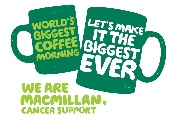 WORLD'S
BIGGEST
COFFEE
MORNING
LET'S MAKE
IT THE
BIGGEST
EVER
WE ARE
MACMILLAN.
CANCER SUPPORT